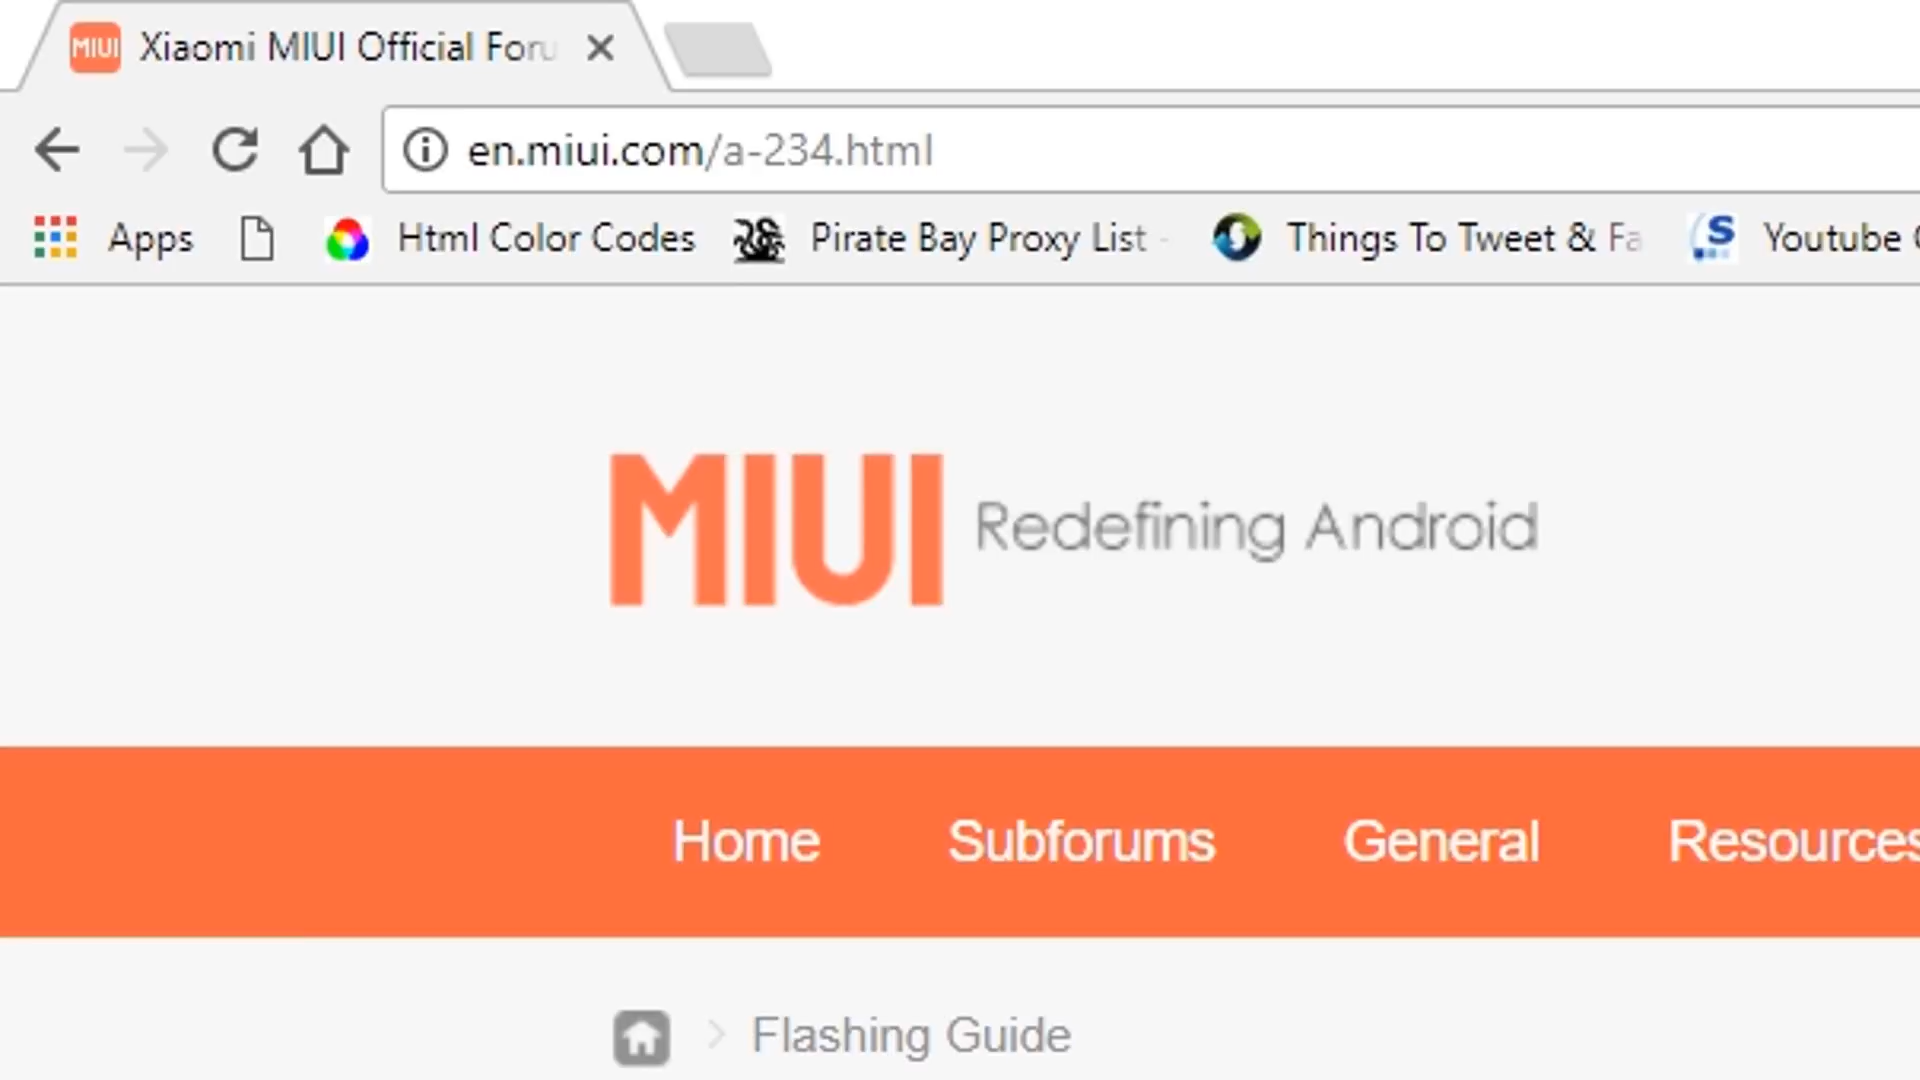 MIUI Xiaomi MIUI Official Foru
en.miui.com/a-234.html
Apps Html Color Codes Pirate Bay Proxy List - Things To Tweet & Fa Youtube
MIUI Redefining Android
Home Subforums General Resources
Flashing Guide